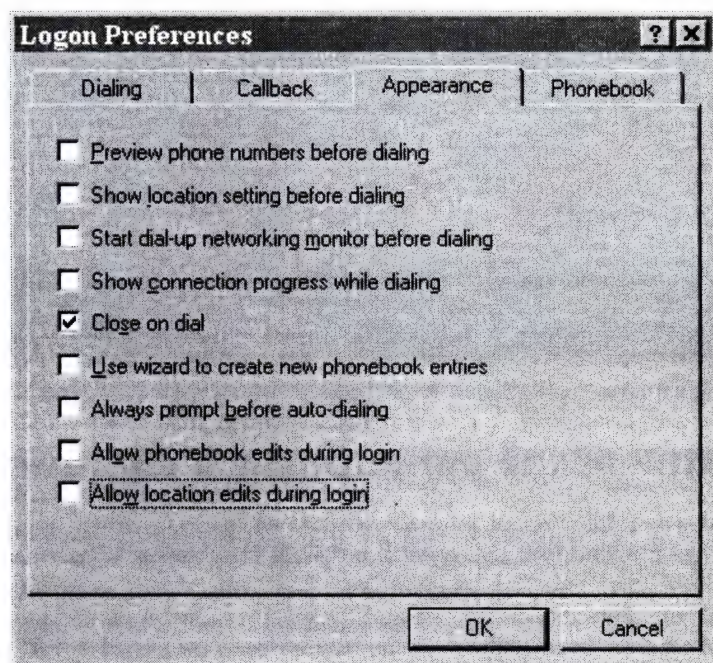 Logon Preferences
Dialing Callback Appearance Phonebook
Preview phone numbers before dialing
Show location setting before dialing
Start dial-up networking monitor before dialing
Show connection progress while dialing
Close on dial
Use wizard to create new phonebook entries
Always prompt before auto-dialing
Allow phonebook edits during login
Allow location edits during login
OK Cancel